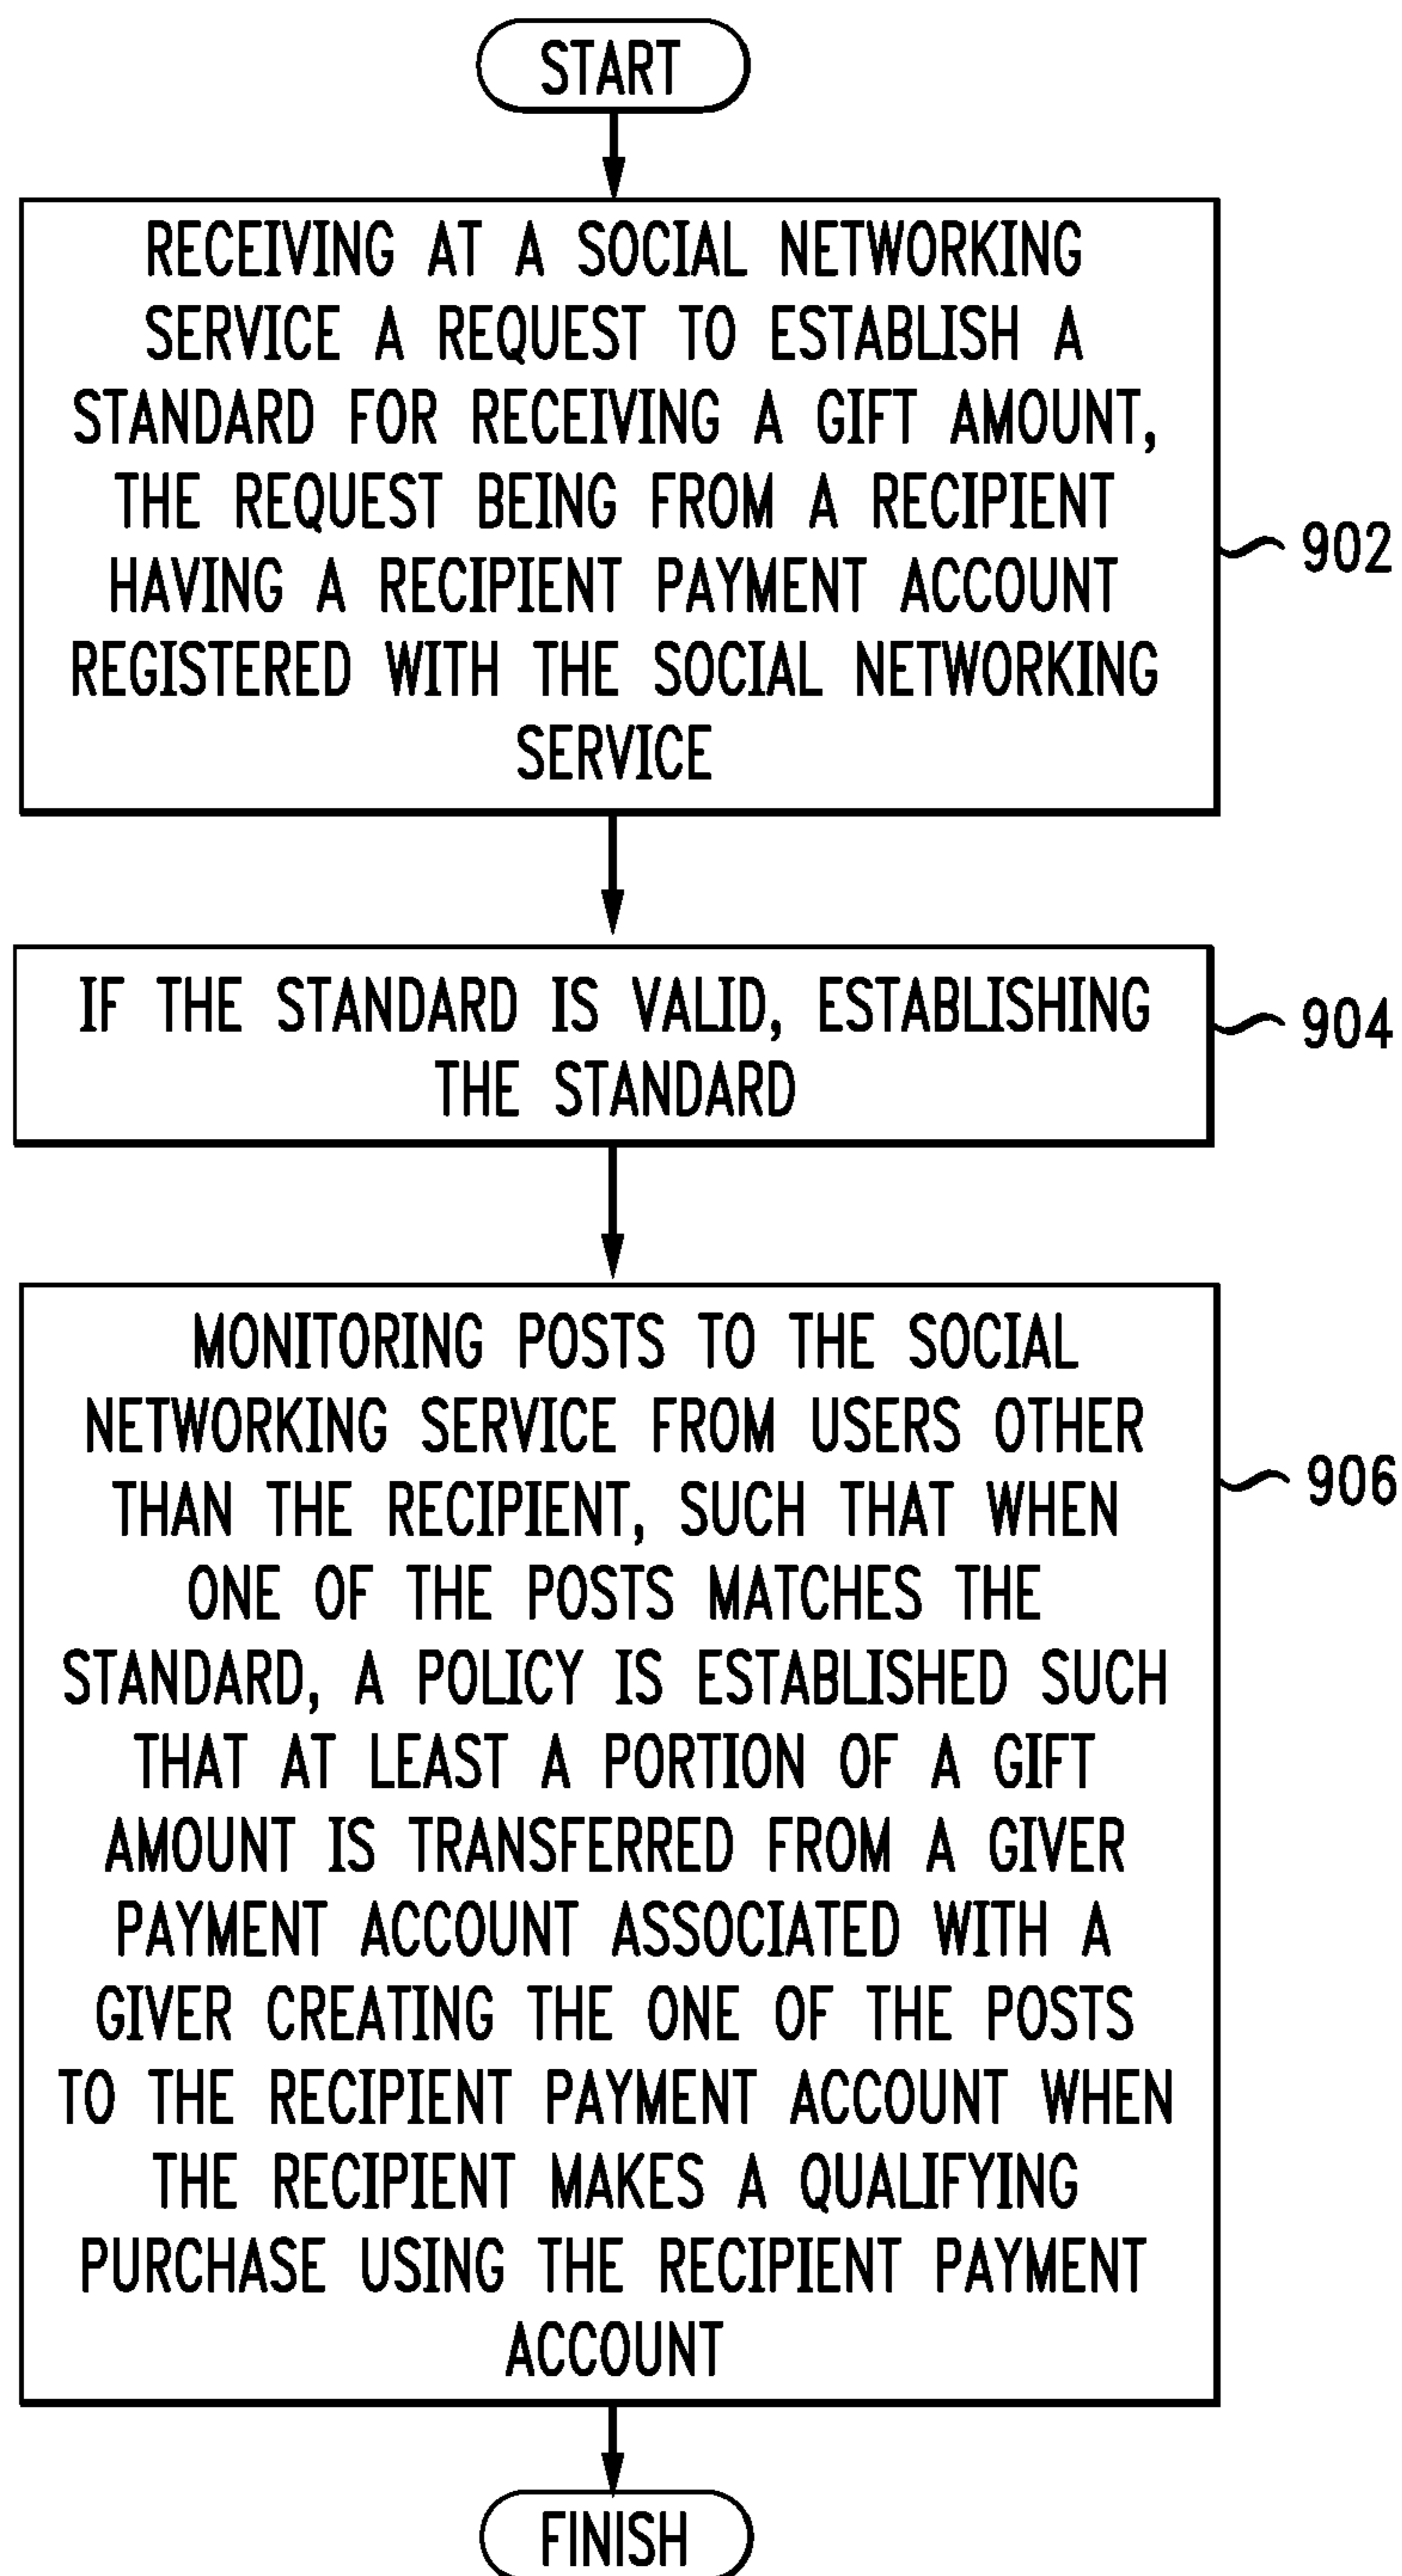 START
RECEIVING AT A SOCIAL NETWORKING
SERVICE A REQUEST TO ESTABLISH A
STANDARD FOR RECEIVING A GIFT AMOUNT,
THE REQUEST BEING FROM A RECIPIENT
HAVING A RECIPIENT PAYMENT ACCOUNT
REGISTERED WITH THE SOCIAL NETWORKING
SERVICE
902
IF THE STANDARD IS VALID, ESTABLISHING
THE STANDARD
904
MONITORING POSTS TO THE SOCIAL
NETWORKING SERVICE FROM USERS OTHER
THAN THE RECIPIENT, SUCH THAT WHEN
ONE OF THE POSTS MATCHES THE
STANDARD, A POLICY IS ESTABLISHED SUCH
THAT AT LEAST A PORTION OF A GIFT
AMOUNT IS TRANSFERRED FROM A GIVER
PAYMENT ACCOUNT ASSOCIATED WITH A
GIVER CREATING THE ONE OF THE POSTS
TO THE RECIPIENT PAYMENT ACCOUNT WHEN
THE RECIPIENT MAKES A QUALIFYING
PURCHASE USING THE RECIPIENT PAYMENT
ACCOUNT
906
FINISH